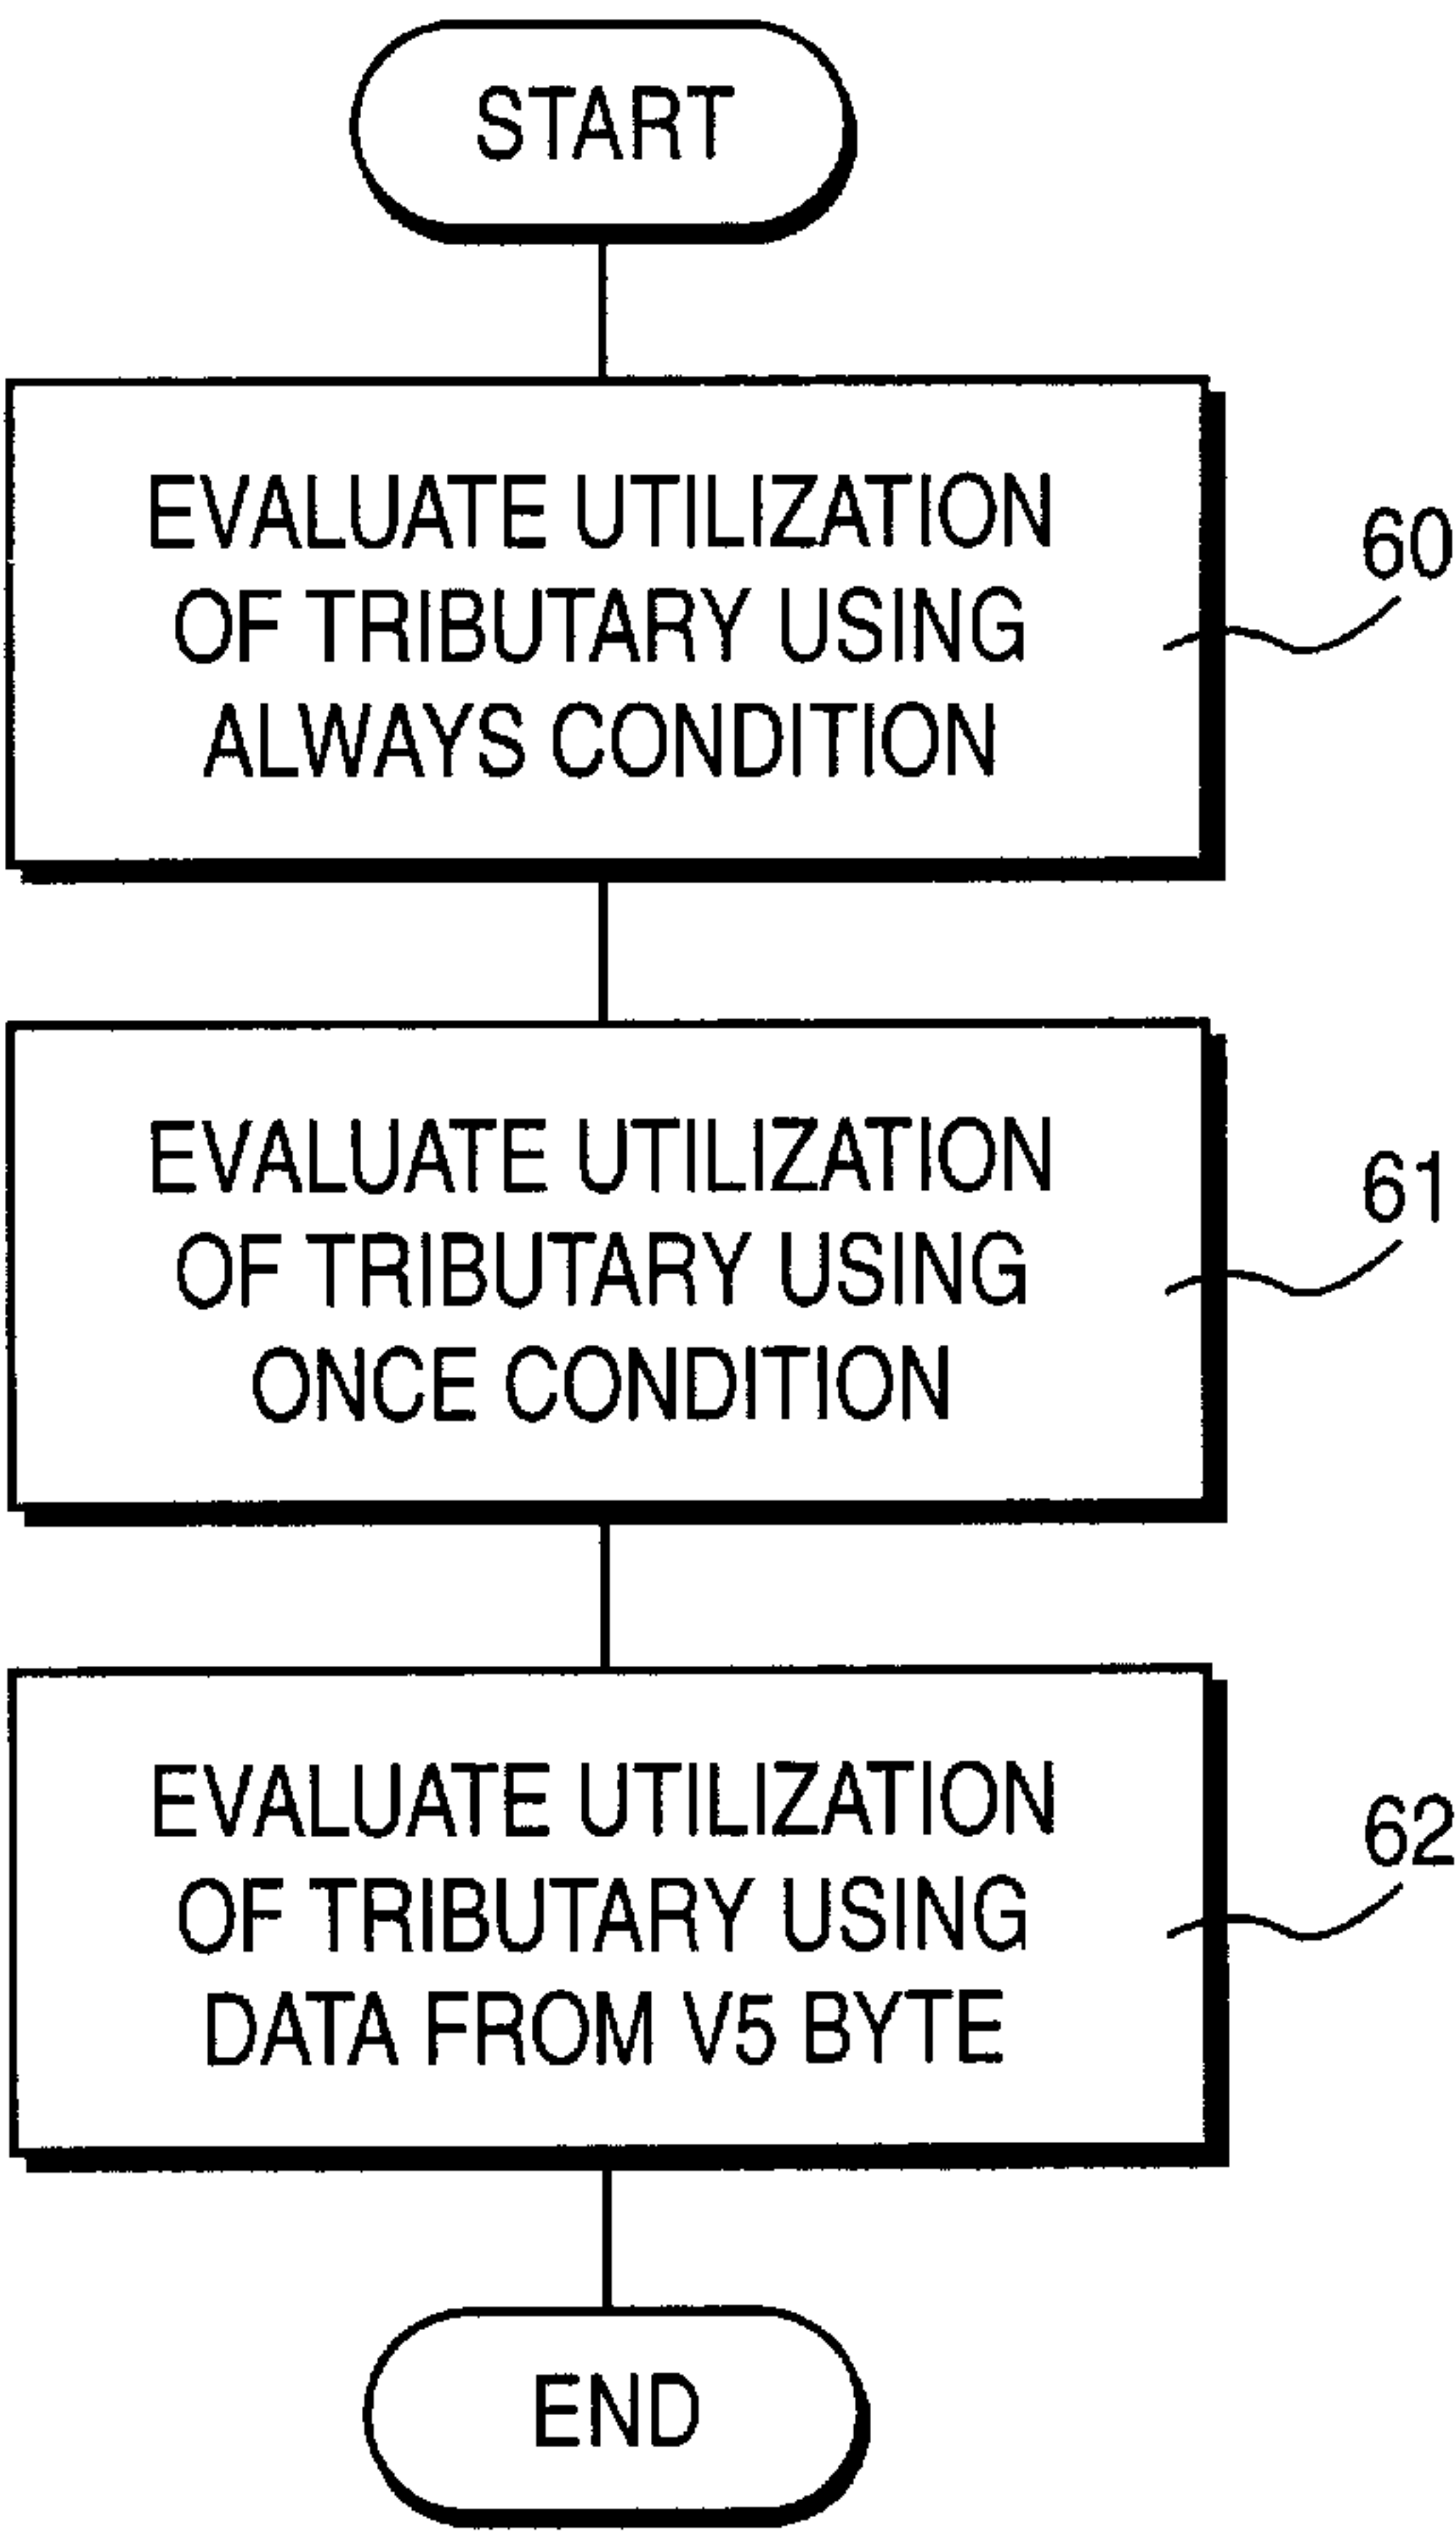 START
EVALUATE UTILIZATION
OF TRIBUTARY USING
ALWAYS CONDITION
60
EVALUATE UTILIZATION
OF TRIBUTARY USING
ONCE CONDITION
61
EVALUATE UTILIZATION
OF TRIBUTARY USING
DATA FROM V5 BYTE
62
END